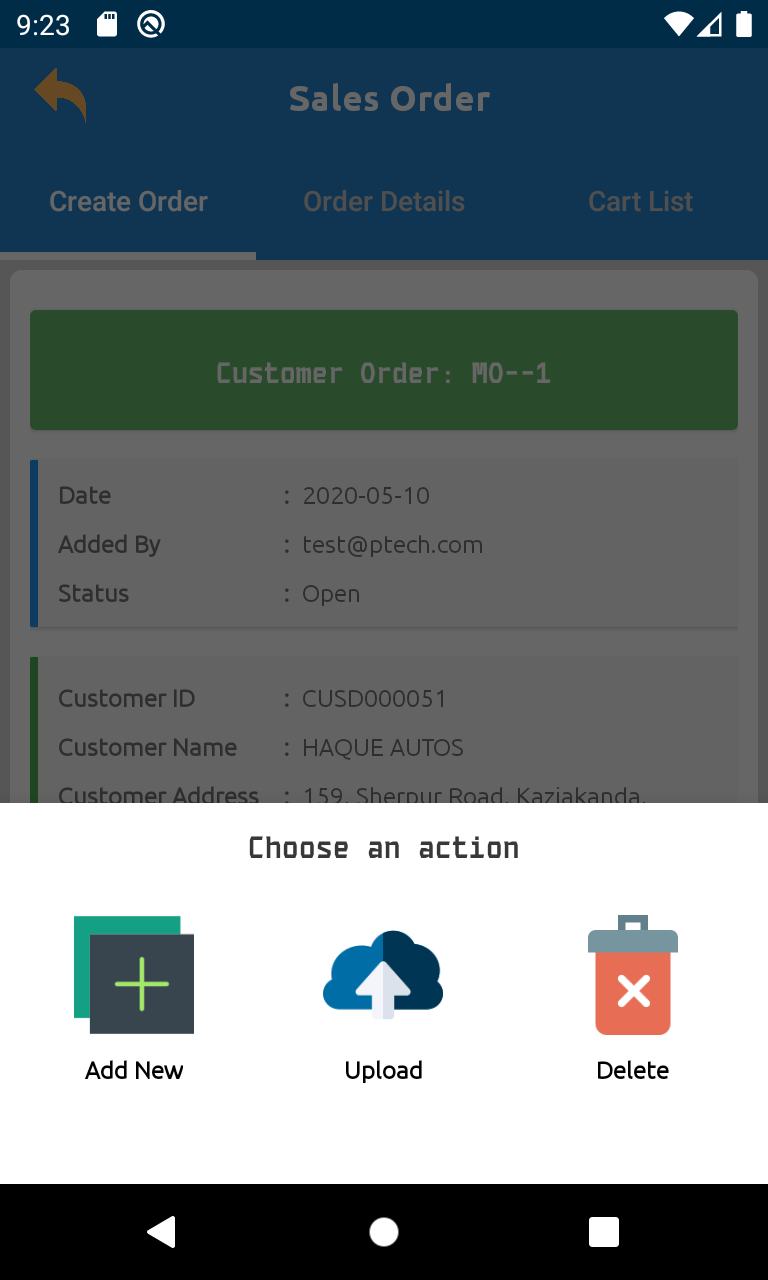 9:23
Sales Order
Create Order Order Details Cart List
Customer Order: MO--1
Date : 2020-05-10
Added By : test@ptech.com
Status : Open
Customer ID : CUSD000051
Customer Name : HAQUE AUTOS
Customer Address : 159, Sherpur Road, Kaziakanda,
Choose an action
Add New Upload Delete